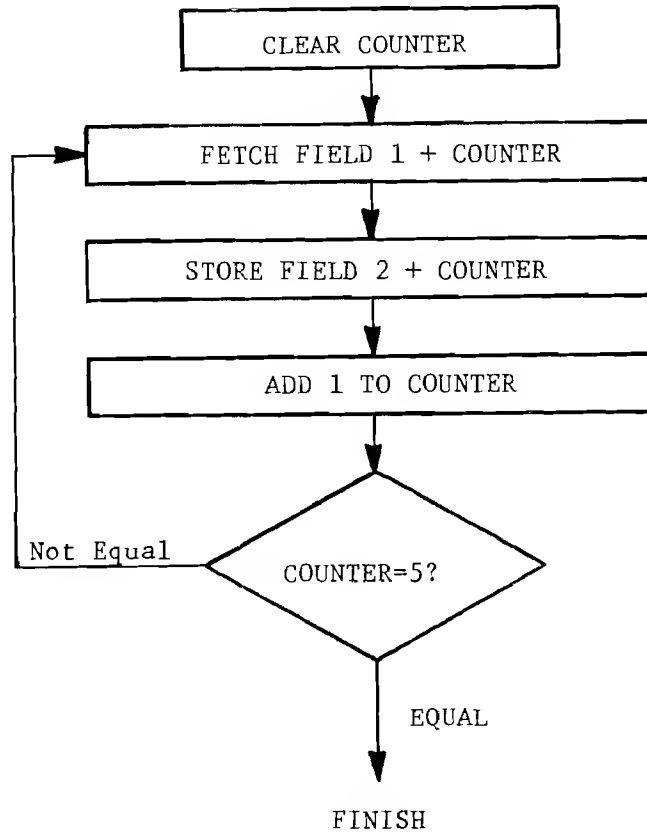 CLEAR COUNTER
FETCH FIELD 1 + COUNTER
STORE FIELD 2 + COUNTER
ADD 1 TO COUNTER
Not Equal
COUNTER=5?
EQUAL
FINISH